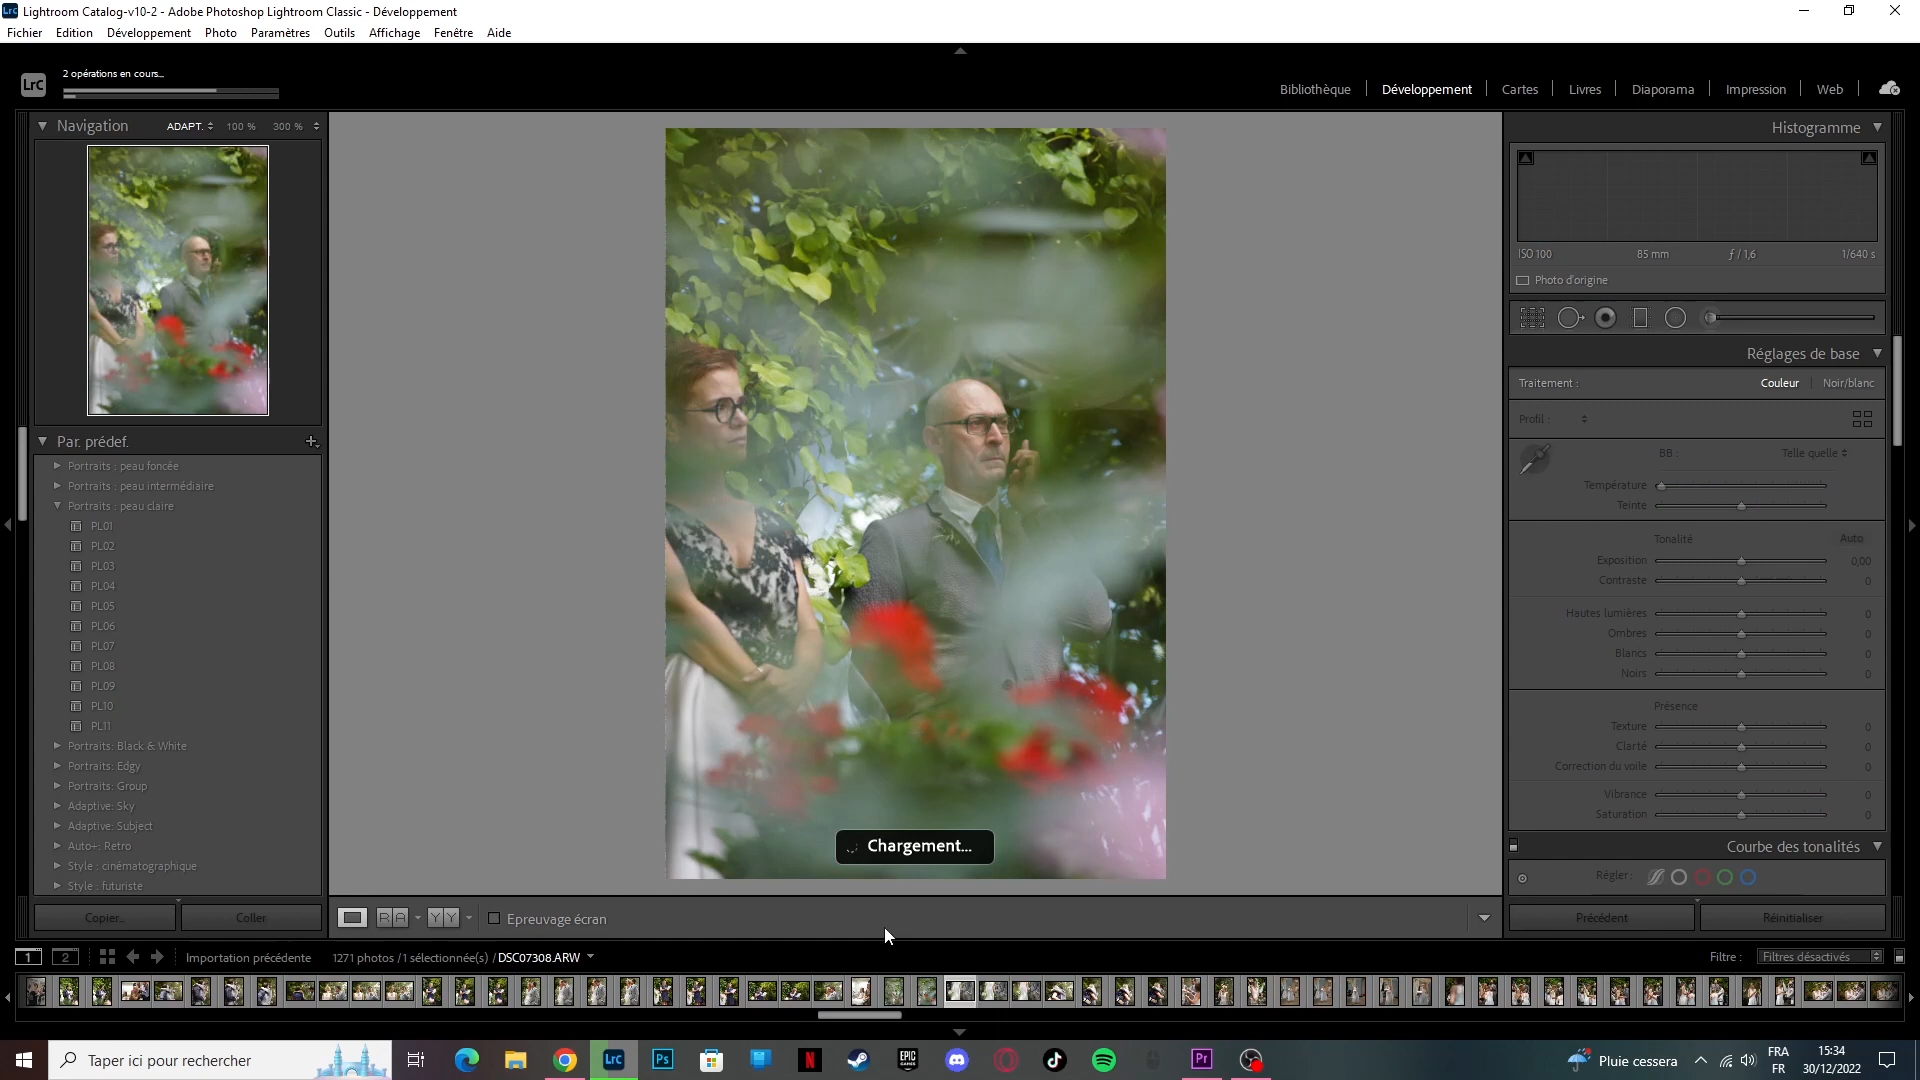 Lightroom Catalog-v10-2 - Adobe Photoshop Lightroom Classic - Développement
Fichier Edition Développement Photo Paramètres Outils Affichage Fenêtre Aide
LrC
2 opérations en cours...
Bibliothèque | Développement | Cartes | Livres | Diaporama | Impression | Web
Navigation ADAPT. 100 % 300 %
Par. prédef.
Portraits : peau foncée
Portraits : peau intermédiaire
Portraits : peau claire
PL01
PL02
PL03
PL04
PL05
PL06
PL07
PL08
PL09
PL10
PL11
Portraits: Black & White
Portraits: Edgy
Portraits: Group
Adaptive: Sky
Adaptive: Subject
Auto+: Retro
Style : cinématographique
Style : futuriste
Copier... Coller
Chargement...
RA YY Epreuvage écran
Histogramme
ISO 100 85 mm ƒ / 1,6 1/640 s
Photo d'origine
Réglages de base
Traitement : Couleur | Noir/blanc
Profil :
BB : Telle quelle
Température
Teinte
Tonalité Auto
Exposition 0,00
Contraste 0
Hautes lumières 0
Ombres 0
Blancs 0
Noirs 0
Présence
Texture 0
Clarté 0
Correction du voile 0
Vibrance 0
Saturation 0
Courbe des tonalités
Régler :
Précédent Réinitialiser
1 2 Importation précédente 1271 photos /1 sélectionnée(s) /DSC07308.ARW Filtre : Filtres désactivés
Taper ici pour rechercher
LrC Ps N EPIC GAMES Pr
Pluie cessera
FRA
FR
15:34
30/12/2022